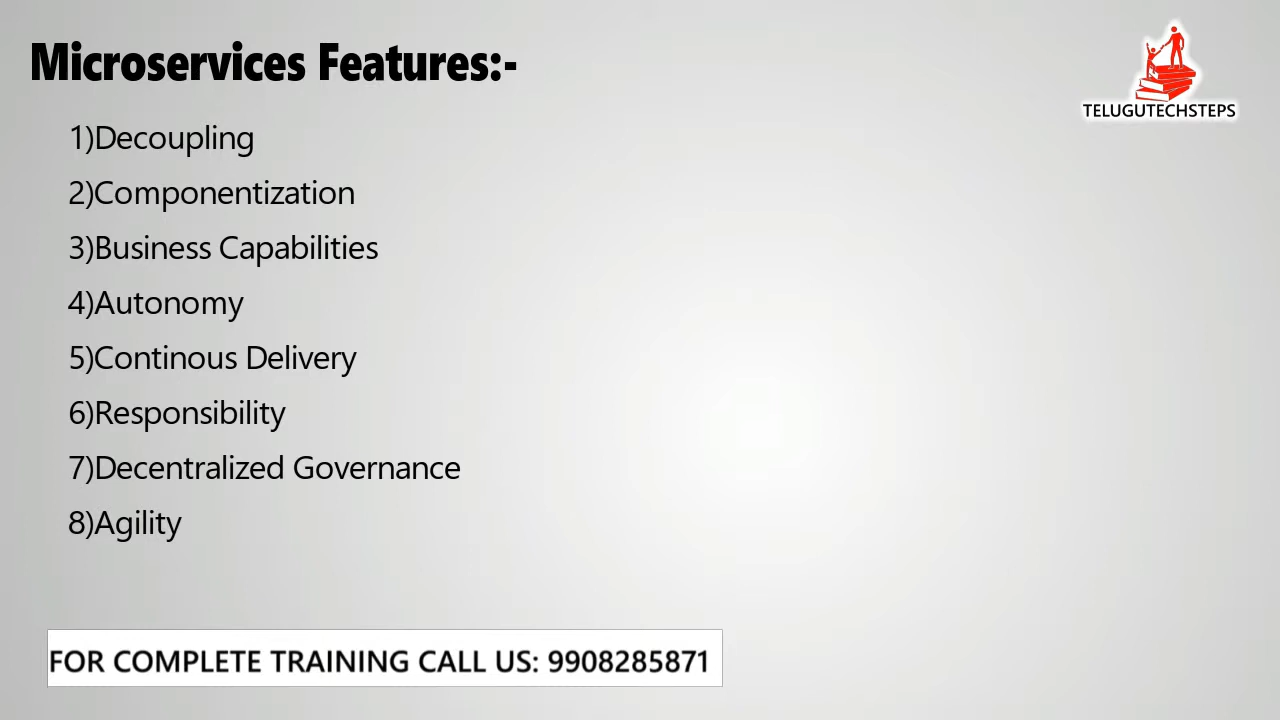 Microservices Features:-
TELUGUTECHSTEPS
1)Decoupling
2)Componentization
3)Business Capabilities
4)Autonomy
5)Continous Delivery
6)Responsibility
7)Decentralized Governance
8)Agility
FOR COMPLETE TRAINING CALL US: 9908285871